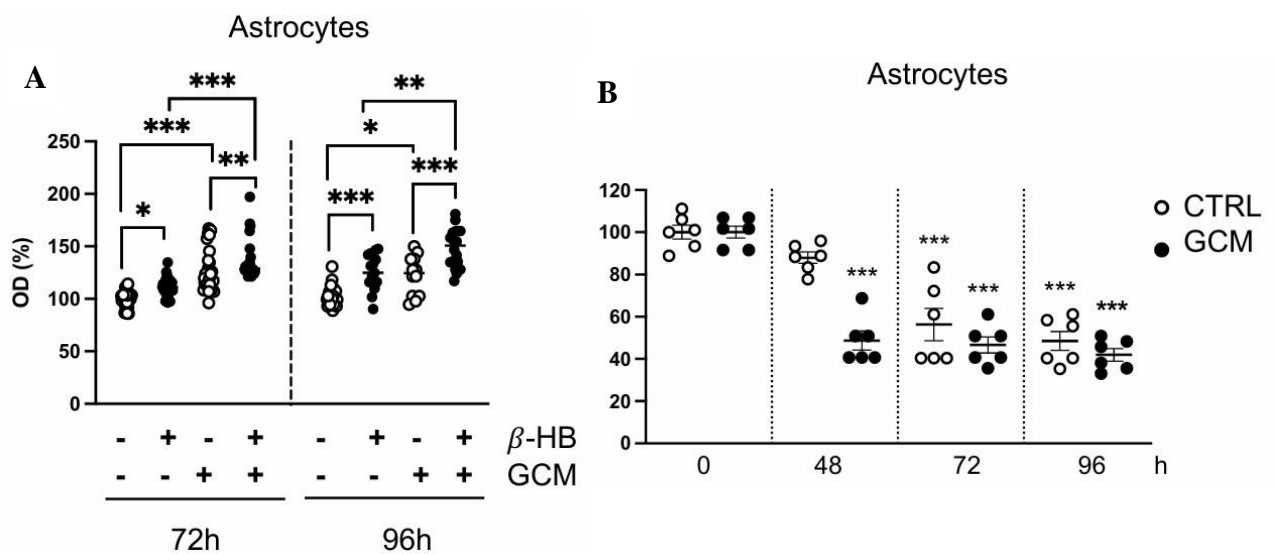 Astrocytes
A
***
**
***
*
**
***
*
***
OD (%)
250
200
150
100
50
0
- + - + - + - + β-HB
- - + + - - + + GCM
72h 96h
Astrocytes
B
120
100
80
60
40
20
0
***
***
***
***
***
0 48 72 96 h
CTRL
GCM